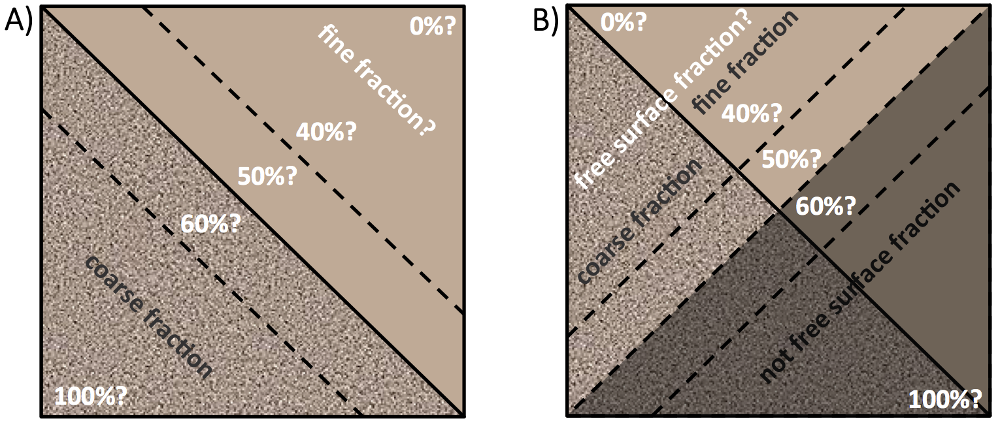 A)
0%?
fine fraction?
40%?
50%?
60%?
coarse fraction
100%?
B)
0%?
free surface fraction?
fine fraction
40%?
50%?
coarse fraction
60%?
not free surface fraction
100%?